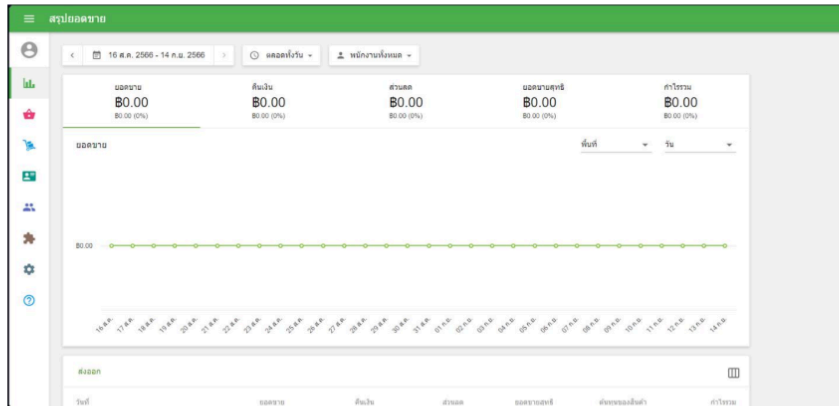 สรุปยอดขาย
16 ส.ค. 2566 - 14 ก.ย. 2566
ตลอดทั้งวัน
พนักงานทั้งหมด
ยอดขาย คืนเงิน ส่วนลด ยอดขายสุทธิ กำไรรวม
฿0.00 ฿0.00 ฿0.00 ฿0.00 ฿0.00
฿0.00 (0%) ฿0.00 (0%) ฿0.00 (0%) ฿0.00 (0%) ฿0.00 (0%)
ยอดขาย พื้นที่ วัน
฿0.00
16 ส.ค. 17 ส.ค. 18 ส.ค. 19 ส.ค. 20 ส.ค. 21 ส.ค. 22 ส.ค. 23 ส.ค. 24 ส.ค. 25 ส.ค. 26 ส.ค. 27 ส.ค. 28 ส.ค. 29 ส.ค. 30 ส.ค. 31 ส.ค. 01 ก.ย. 02 ก.ย. 03 ก.ย. 04 ก.ย. 05 ก.ย. 06 ก.ย. 07 ก.ย. 08 ก.ย. 09 ก.ย. 10 ก.ย. 11 ก.ย. 12 ก.ย. 13 ก.ย. 14 ก.ย.
ส่งออก
วันที่ ยอดขาย คืนเงิน ส่วนลด ยอดขายสุทธิ ต้นทุนของสินค้า กำไรรวม